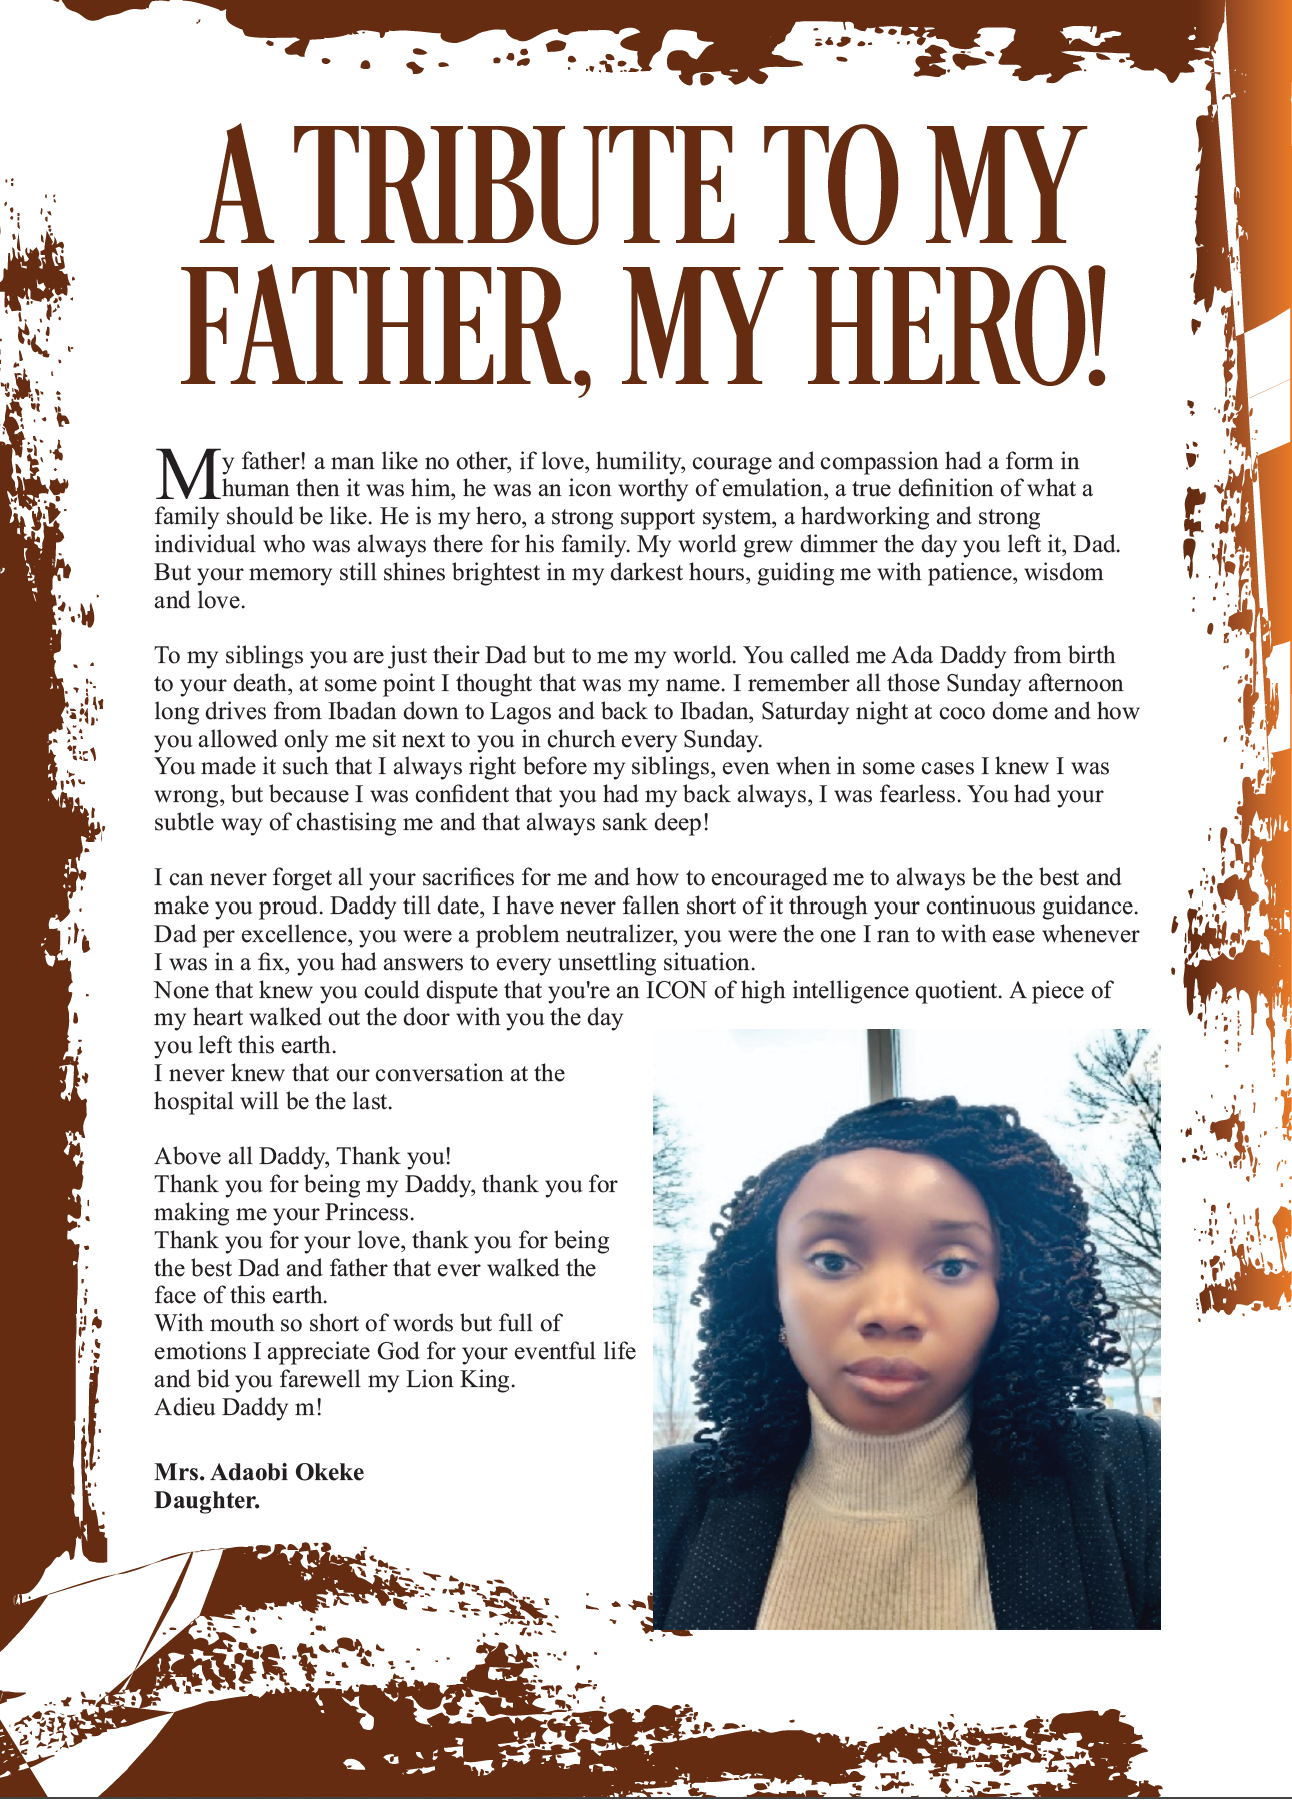 A TRIBUTE TO MY
FATHER, MY HERO!
My father! a man like no other, if love, humility, courage and compassion had a form in
human then it was him, he was an icon worthy of emulation, a true definition of what a
family should be like. He is my hero, a strong support system, a hardworking and strong
individual who was always there for his family. My world grew dimmer the day you left it, Dad.
But your memory still shines brightest in my darkest hours, guiding me with patience, wisdom
and love.
To my siblings you are just their Dad but to me my world. You called me Ada Daddy from birth
to your death, at some point I thought that was my name. I remember all those Sunday afternoon
long drives from Ibadan down to Lagos and back to Ibadan, Saturday night at coco dome and how
you allowed only me sit next to you in church every Sunday.
You made it such that I always right before my siblings, even when in some cases I knew I was
wrong, but because I was confident that you had my back always, I was fearless. You had your
subtle way of chastising me and that always sank deep!
I can never forget all your sacrifices for me and how to encouraged me to always be the best and
make you proud. Daddy till date, I have never fallen short of it through your continuous guidance.
Dad per excellence, you were a problem neutralizer, you were the one I ran to with ease whenever
I was in a fix, you had answers to every unsettling situation.
None that knew you could dispute that you're an ICON of high intelligence quotient. A piece of
my heart walked out the door with you the day
you left this earth.
I never knew that our conversation at the
hospital will be the last.
Above all Daddy, Thank you!
Thank you for being my Daddy, thank you for
making me your Princess.
Thank you for your love, thank you for being
the best Dad and father that ever walked the
face of this earth.
With mouth so short of words but full of
emotions I appreciate God for your eventful life
and bid you farewell my Lion King.
Adieu Daddy m!
Mrs. Adaobi Okeke
Daughter.